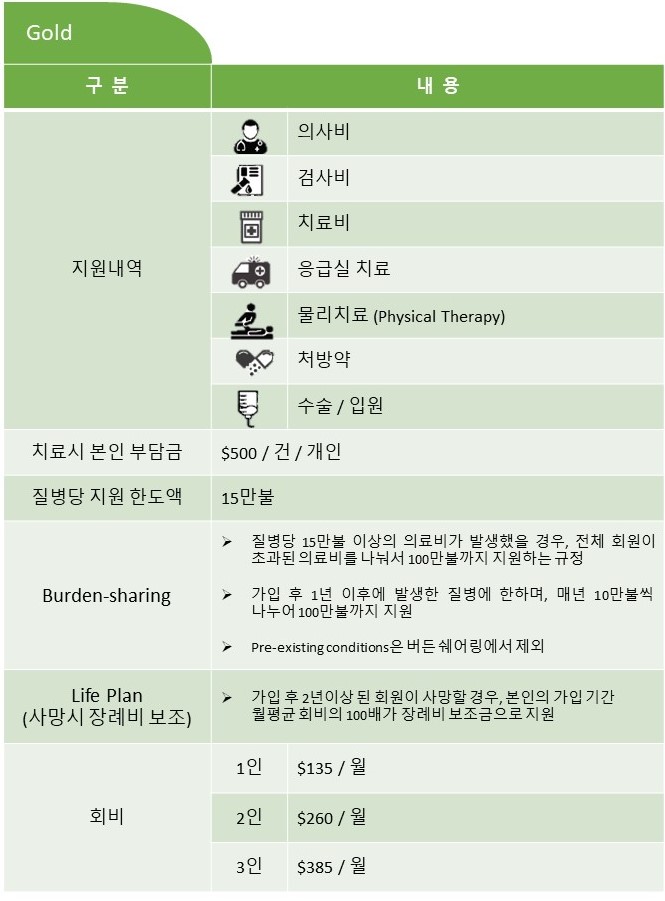 Gold
구 분
내 용
지원내역
의사비
검사비
치료비
응급실 치료
물리치료 (Physical Therapy)
처방약
수술 / 입원
치료시 본인 부담금
$500 / 건 / 개인
질병당 지원 한도액
15만불
Burden-sharing
➢ 질병당 15만불 이상의 의료비가 발생했을 경우, 전체 회원이
초과된 의료비를 나눠서 100만불까지 지원하는 규정
➢ 가입 후 1년 이후에 발생한 질병에 한하며, 매년 10만불씩
나누어 100만불까지 지원
➢ Pre-existing conditions은 버든 쉐어링에서 제외
Life Plan
(사망시 장례비 보조)
➢ 가입 후 2년이상 된 회원이 사망할 경우, 본인의 가입 기간
월평균 회비의 100배가 장례비 보조금으로 지원
회비
1인
$135 / 월
2인
$260 / 월
3인
$385 / 월